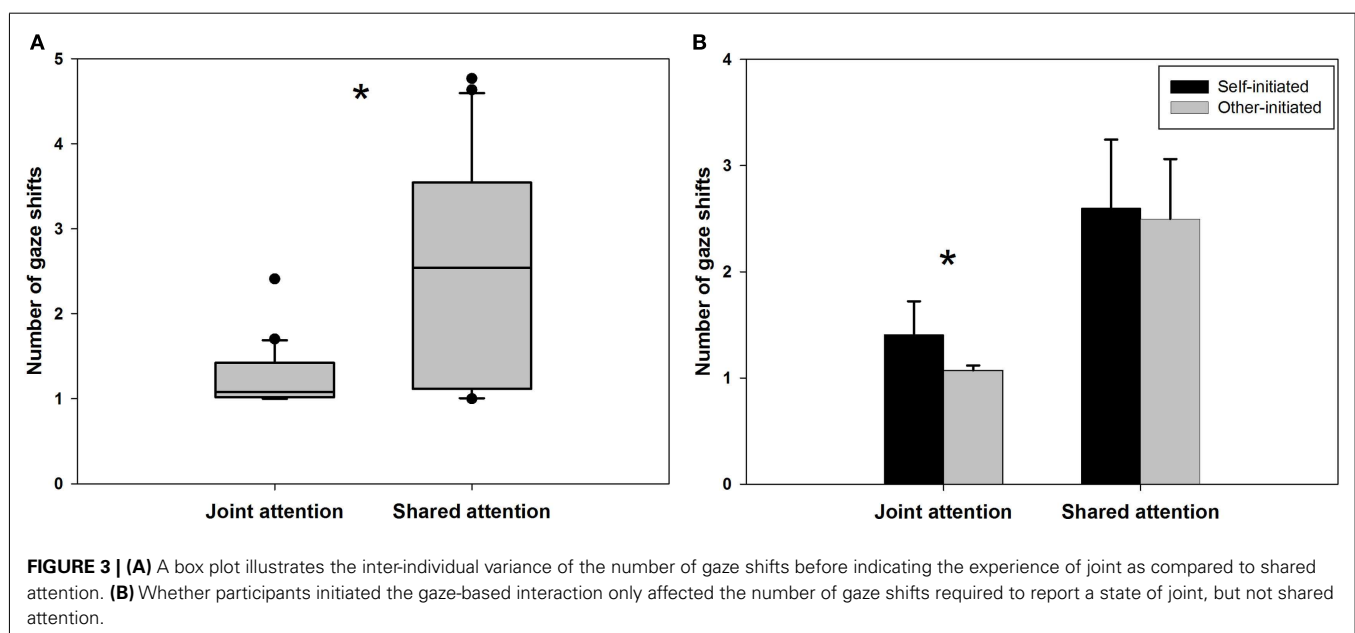 A
B
5
4
3
2
1
0
Number of gaze shifts
*
Joint attention
Shared attention
4
3
2
1
0
Number of gaze shifts
*
Self-initiated
Other-initiated
Joint attention
Shared attention
FIGURE 3 | (A) A box plot illustrates the inter-individual variance of the number of gaze shifts before indicating the experience of joint as compared to shared
attention. (B) Whether participants initiated the gaze-based interaction only affected the number of gaze shifts required to report a state of joint, but not shared
attention.